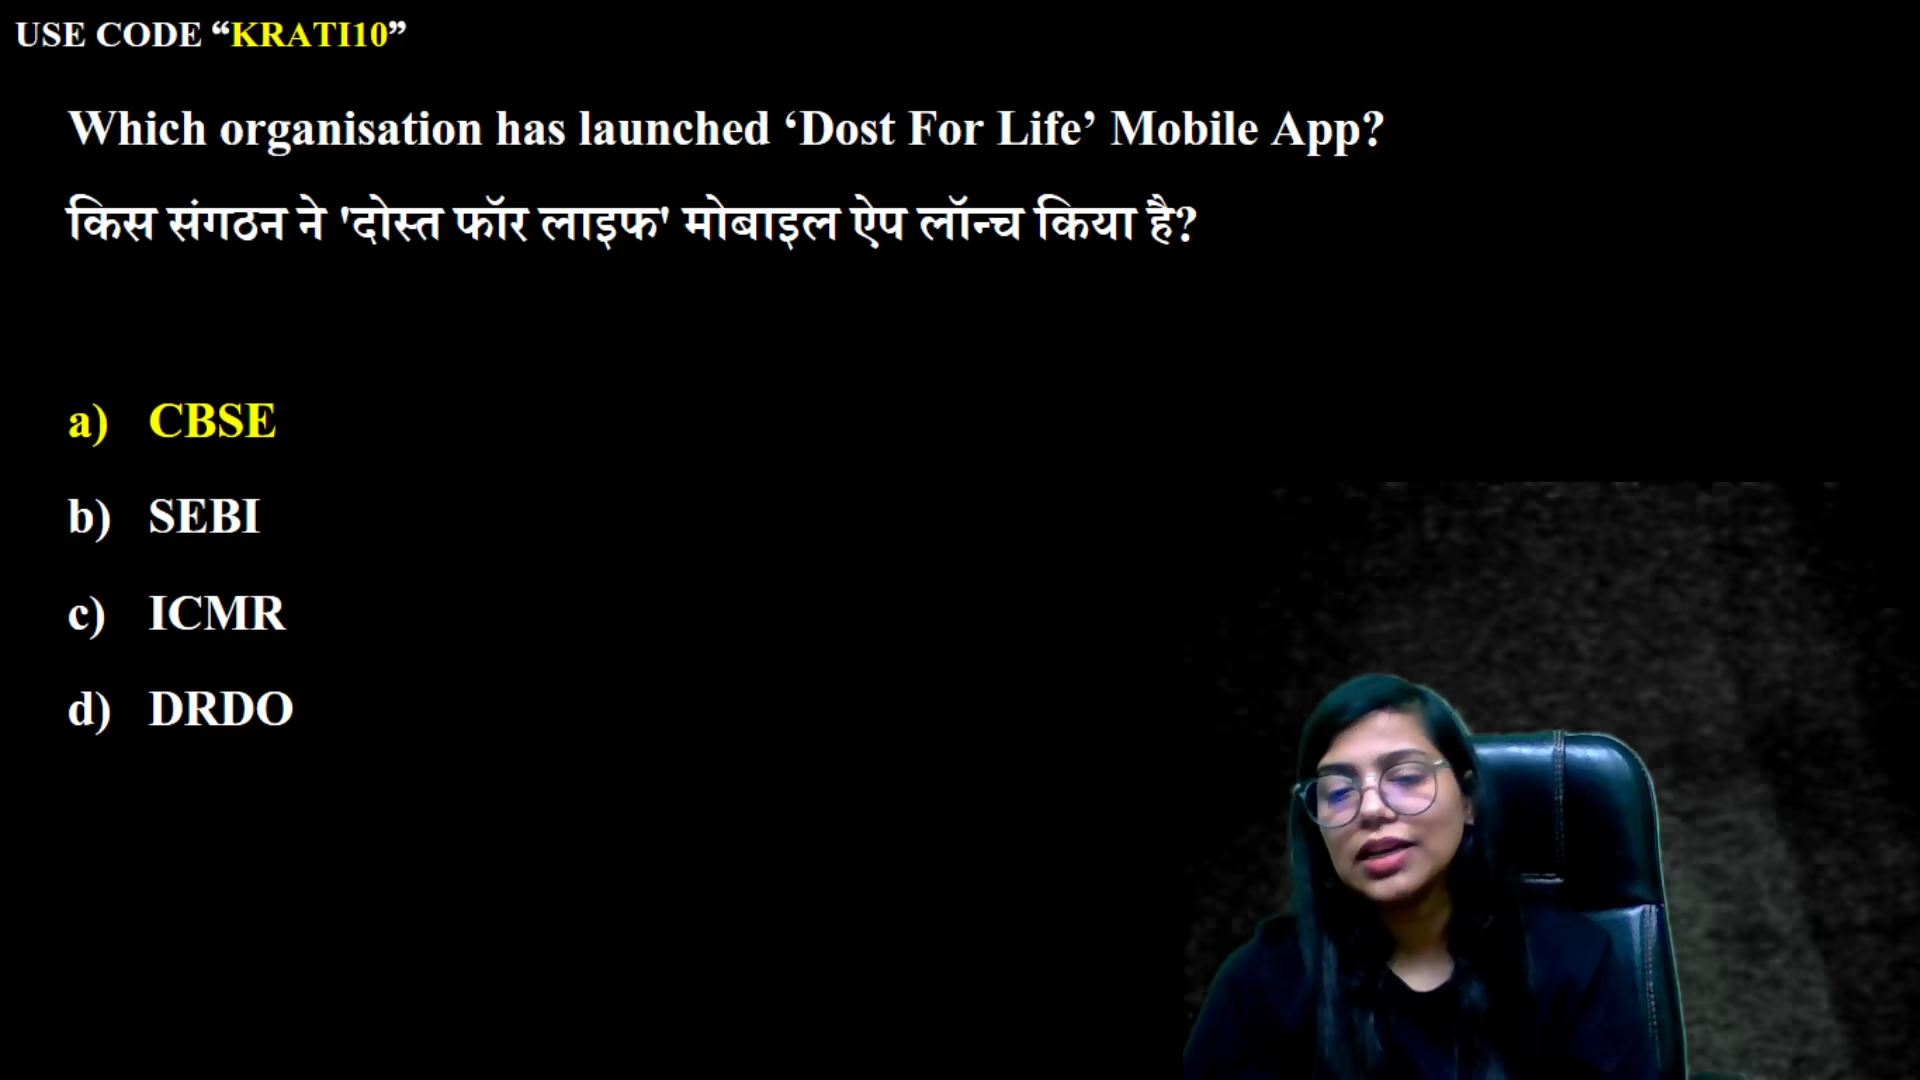 USE CODE “KRATI10”
Which organisation has launched ‘Dost For Life’ Mobile App?
किस संगठन ने 'दोस्त फॉर लाइफ' मोबाइल ऐप लॉन्च किया है?
a) CBSE
b) SEBI
c) ICMR
d) DRDO